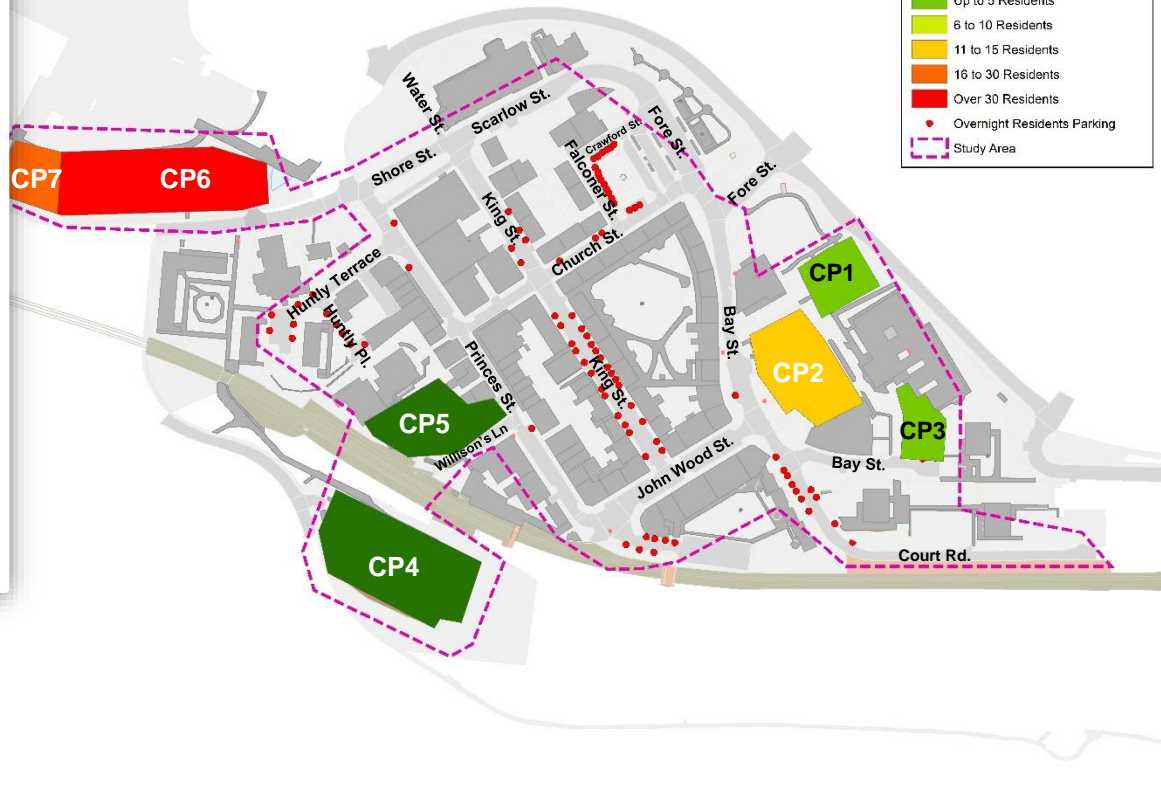 Up to 5 Residents
6 to 10 Residents
11 to 15 Residents
16 to 30 Residents
Over 30 Residents
Overnight Residents Parking
Study Area
Water St.
Scarlow St.
Fore St.
Crawford St.
Shore St.
Falconer St.
Fore St.
CP7
CP6
King St.
Church St.
Huntly Terrace
CP1
Huntly Pl.
Bay St.
Princes St.
CP2
King St.
CP5
CP3
Willison's Ln
John Wood St.
Bay St.
CP4
Court Rd.